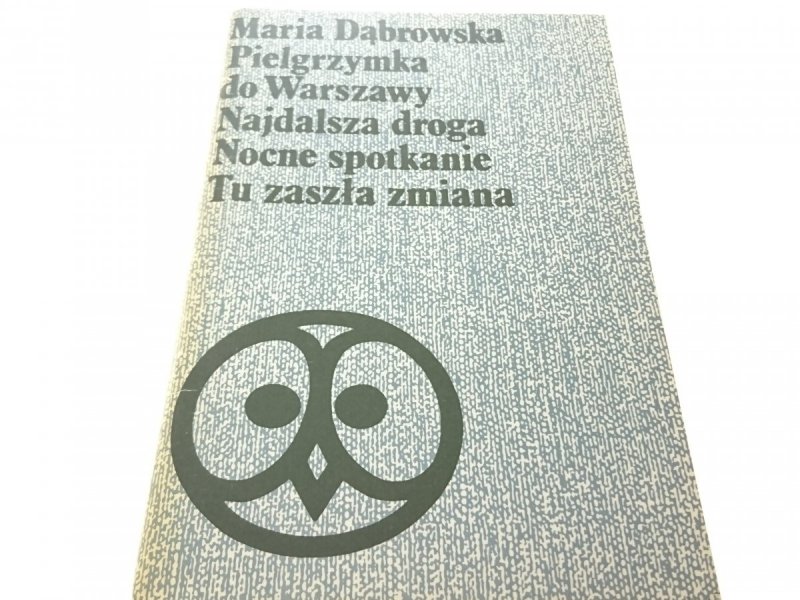 Maria Dąbrowska
Pielgrzymka
do Warszawy
Najdalsza droga
Nocne spotkanie
Tu zaszła zmiana